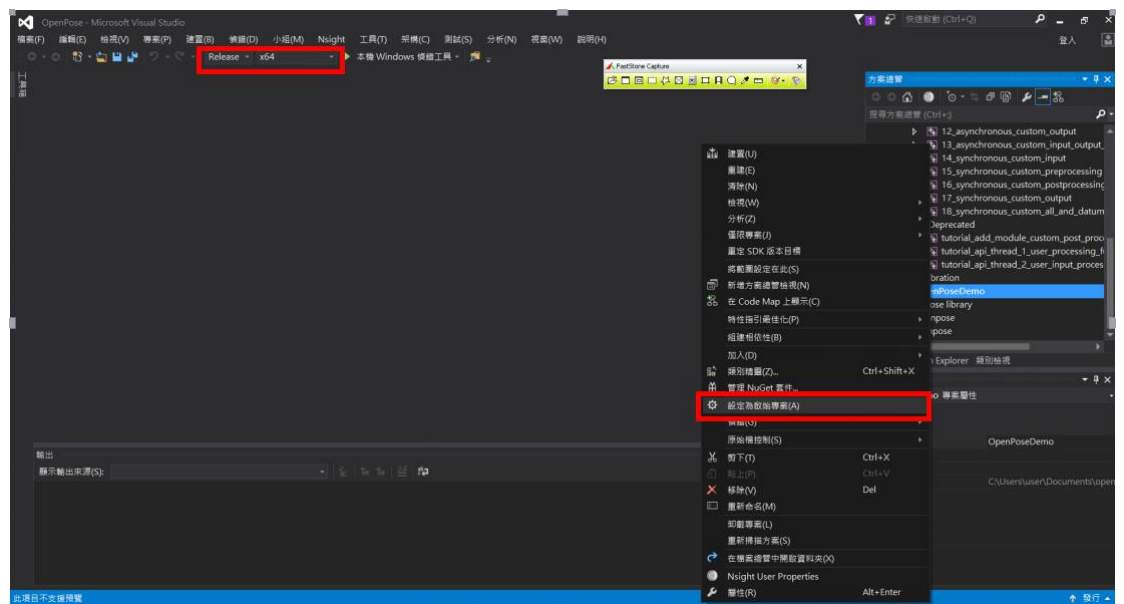 OpenPose - Microsoft Visual Studio
1
快速啟動 (Ctrl+Q)
檔案(F) 編輯(E) 檢視(V) 專案(P) 建置(B) 偵錯(D) 小組(M) Nsight 工具(T) 架構(C) 測試(S) 分析(N) 視窗(W) 說明(H)
登入
Release x64
本機 Windows 偵錯工具
FastStone Capture
工具箱
方案總管
搜尋方案總管 (Ctrl+;)
12_asynchronous_custom_output
13_asynchronous_custom_input_output_
14_synchronous_custom_input
15_synchronous_custom_preprocessing
16_synchronous_custom_postprocessing
17_synchronous_custom_output
18_synchronous_custom_all_and_datum
Deprecated
tutorial_add_module_custom_post_proc
tutorial_api_thread_1_user_processing_f
tutorial_api_thread_2_user_input_proces
bration
nPoseDemo
ose library
npose
pose
Explorer 類別檢視
建置(U)
重建(E)
清除(N)
檢視(W)
分析(Z)
僅限專案(J)
重定 SDK 版本目標
將範圍設定在此(S)
新增方案總管檢視(N)
在 Code Map 上顯示(C)
特性指引最佳化(P)
組建相依性(B)
加入(D)
類別精靈(Z)... Ctrl+Shift+X
管理 NuGet 套件...
設定為啟始專案(A)
偵錯(G)
原始檔控制(S)
剪下(T) Ctrl+X
貼上(P) Ctrl+V
移除(V) Del
重新命名(M)
卸載專案(L)
重新掃描方案(S)
在檔案總管中開啟資料夾(X)
Nsight User Properties
屬性(R) Alt+Enter
專案屬性
OpenPoseDemo
C:\Users\user\Documents\open
輸出
顯示輸出來源(S):
此項目不支援預覽
發行